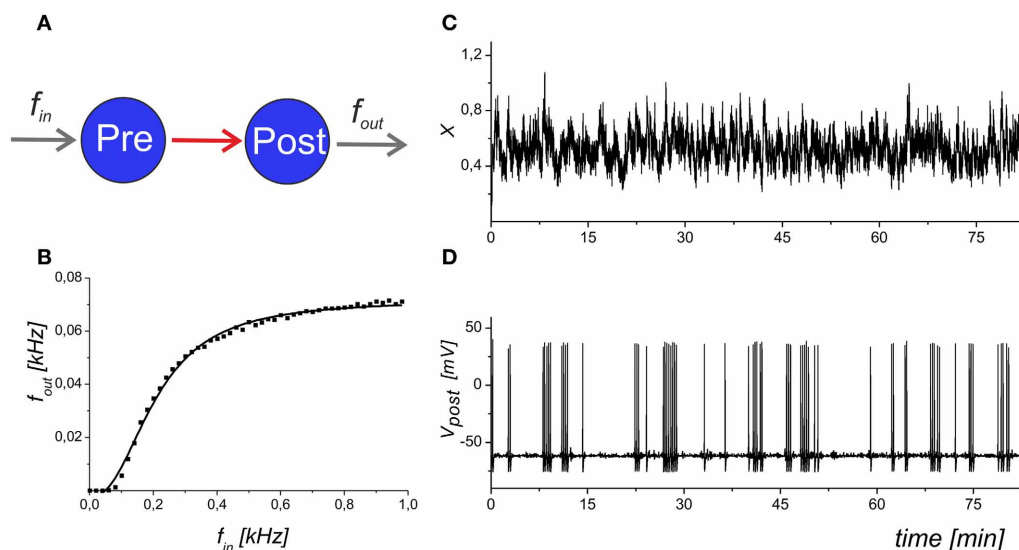 A
f_in
Pre
Post
f_out
B
0,08
0,06
0,04
0,02
f_out [kHz]
0,0 0,2 0,4 0,6 0,8 1,0
f_in [kHz]
C
1,2
0,8
0,4
X
0 15 30 45 60 75
D
50
0
-50
V_post [mV]
0 15 30 45 60 75
time [min]